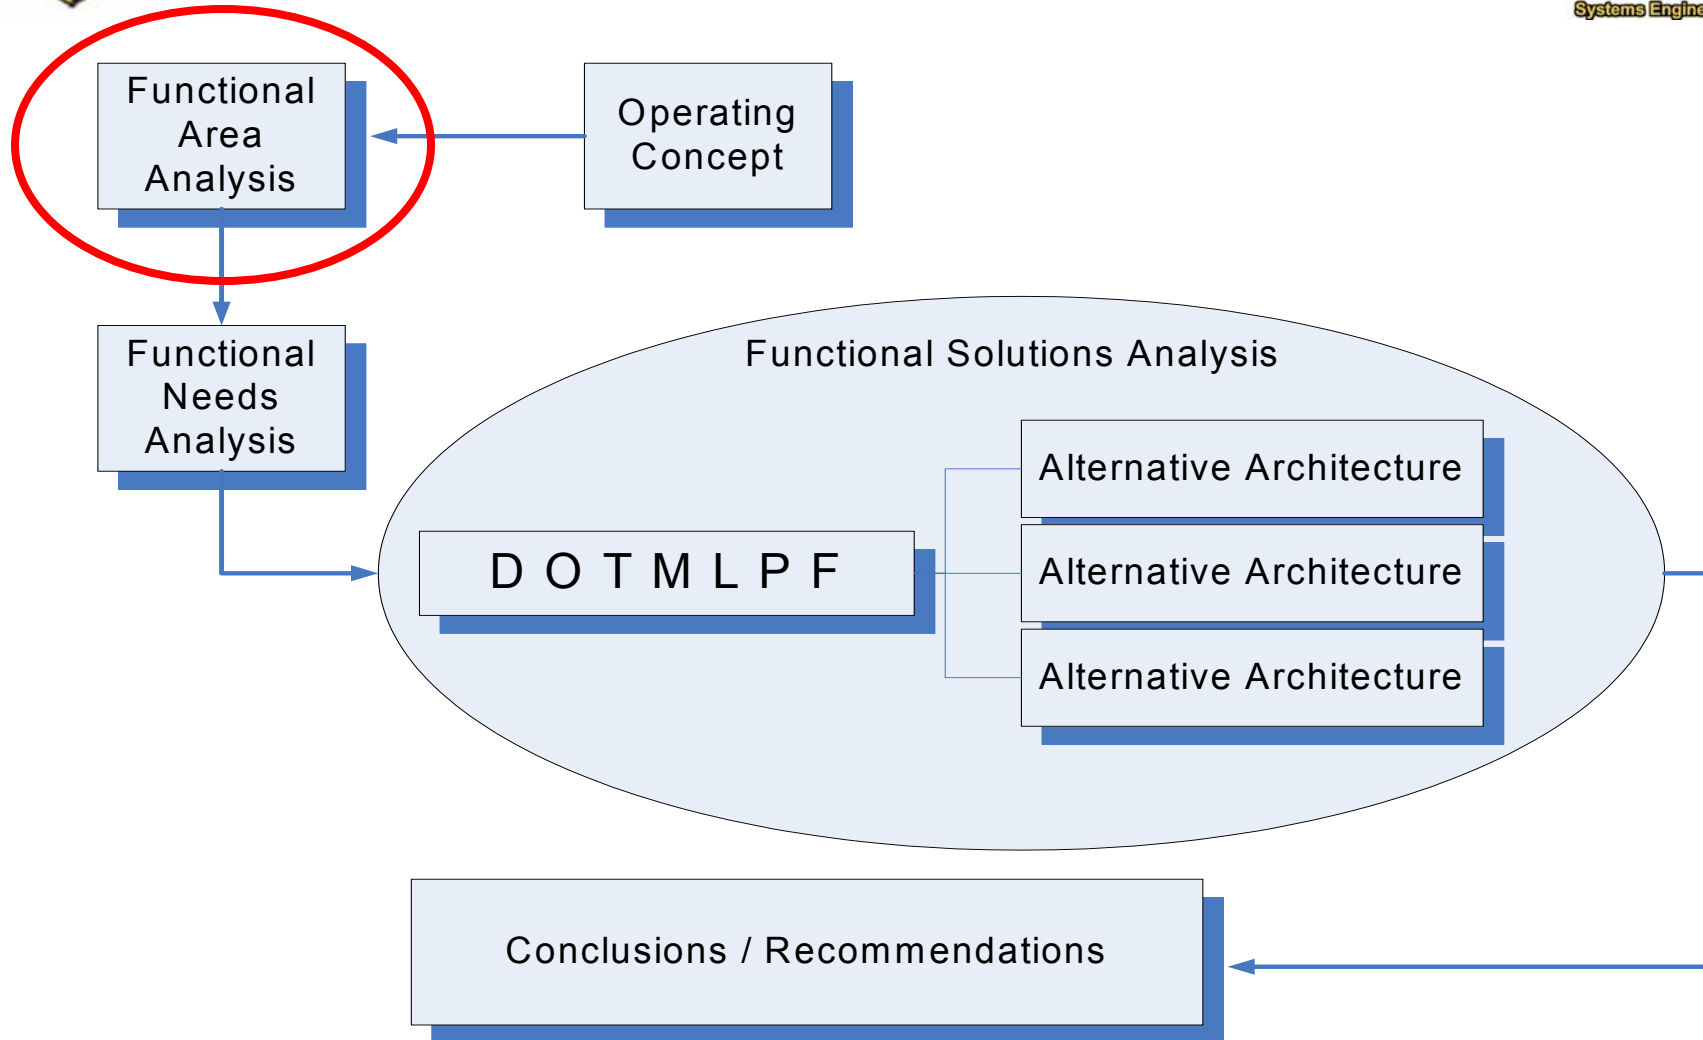 Systems Engine
Functional
Area
Analysis
Operating
Concept
Functional
Needs
Analysis
Functional Solutions Analysis
Alternative Architecture
D O T M L P F
Alternative Architecture
Alternative Architecture
Conclusions / Recommendations